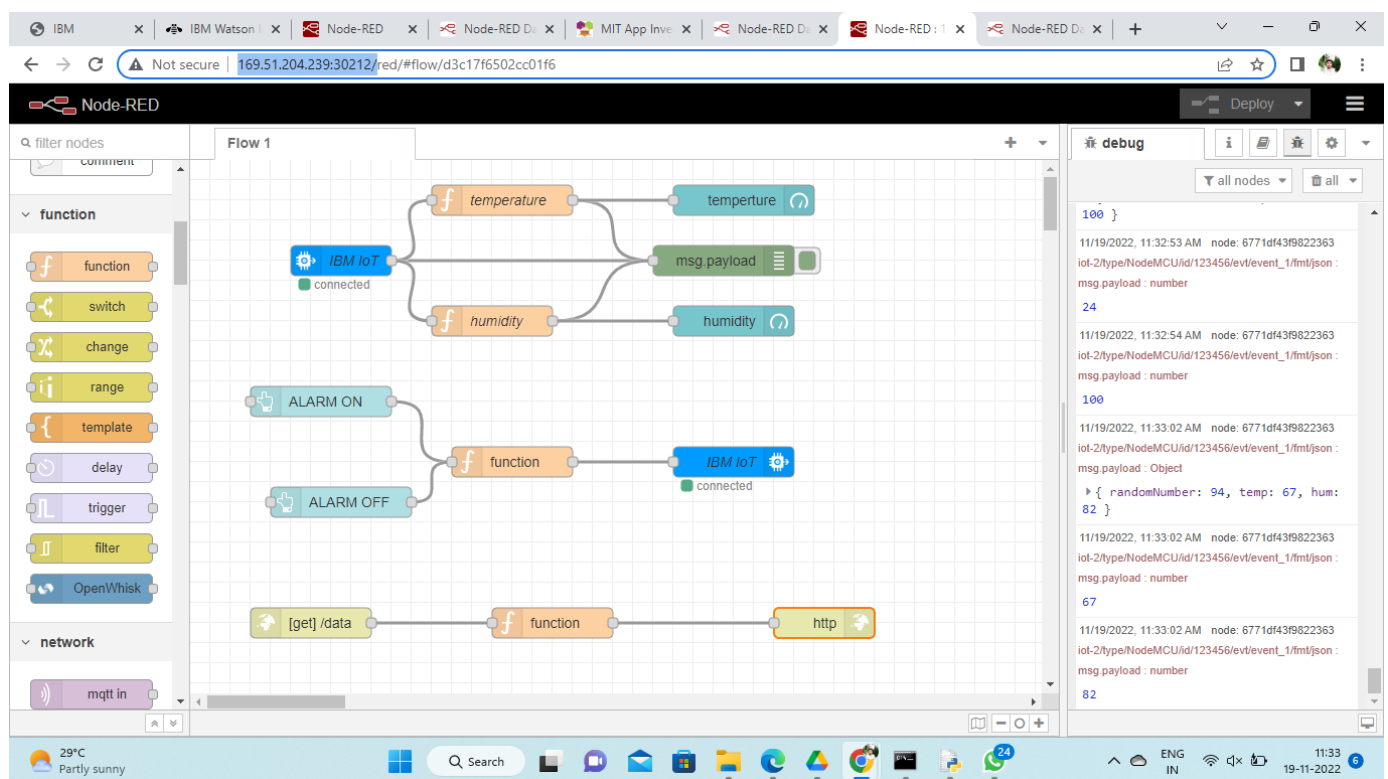 IBM
IBM Watson I
Node-RED
Node-RED Da
MIT App Inve
Node-RED Da
Node-RED : 1
Node-RED Da
Not secure | 169.51.204.239:30212/red/#flow/d3c17f6502cc01f6
Node-RED
Deploy
filter nodes
Flow 1
debug
i
all nodes
all
comment
function
function
switch
change
range
template
delay
trigger
filter
OpenWhisk
network
mqtt in
temperature
temperture
IBM IoT
connected
msg.payload
humidity
humidity
ALARM ON
function
IBM IoT
connected
ALARM OFF
[get] /data
function
http
100 }
11/19/2022, 11:32:53 AM node: 6771df43f9822363
iot-2/type/NodeMCU/id/123456/evt/event_1/fmt/json :
msg.payload : number
24
11/19/2022, 11:32:54 AM node: 6771df43f9822363
iot-2/type/NodeMCU/id/123456/evt/event_1/fmt/json :
msg.payload : number
100
11/19/2022, 11:33:02 AM node: 6771df43f9822363
iot-2/type/NodeMCU/id/123456/evt/event_1/fmt/json :
msg.payload : Object
{ randomNumber: 94, temp: 67, hum:
82 }
11/19/2022, 11:33:02 AM node: 6771df43f9822363
iot-2/type/NodeMCU/id/123456/evt/event_1/fmt/json :
msg.payload : number
67
11/19/2022, 11:33:02 AM node: 6771df43f9822363
iot-2/type/NodeMCU/id/123456/evt/event_1/fmt/json :
msg.payload : number
82
29°C
Partly sunny
Search
24
ENG
IN
11:33
19-11-2022
6